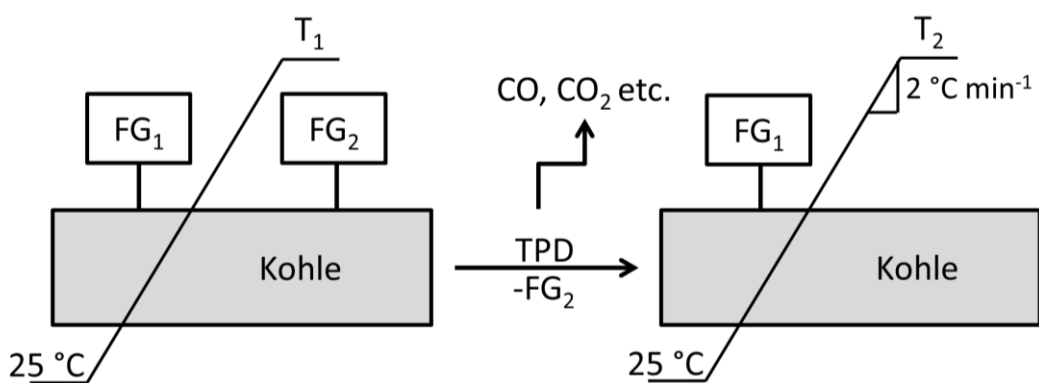 T₁
FG₁
FG₂
Kohle
25 °C
CO, CO₂ etc.
TPD
-FG₂
T₂
2 °C min⁻¹
FG₁
Kohle
25 °C